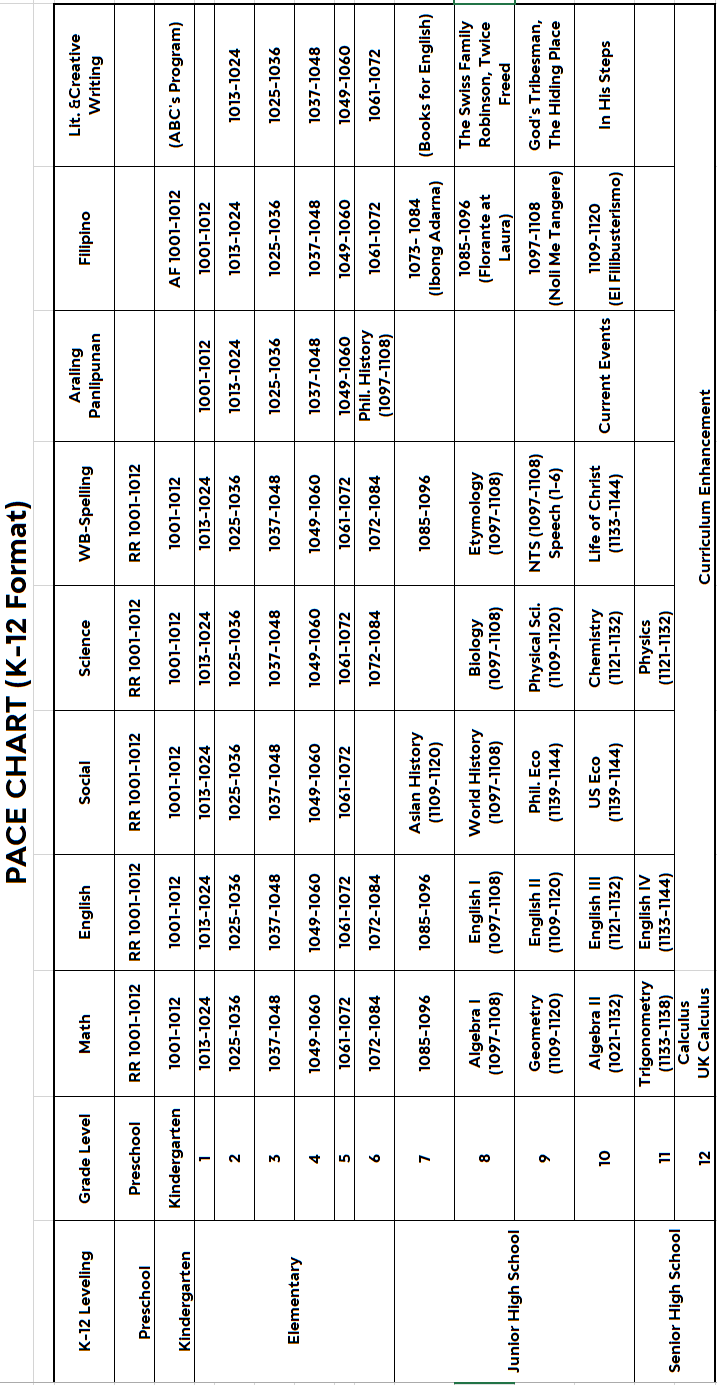 PACE CHART (K-12 Format)
K-12 Leveling
Grade Level
Math
English
Social
Science
WB-Spelling
Araling
Panlipunan
Filipino
Lit. &Creative
Writing
Preschool
Preschool
RR 1001-1012
RR 1001-1012
RR 1001-1012
RR 1001-1012
RR 1001-1012
Kindergarten
Kindergarten
1001-1012
1001-1012
1001-1012
1001-1012
1001-1012
AF 1001-1012
(ABC's Program)
Elementary
1
1013-1024
1013-1024
1013-1024
1013-1024
1013-1024
1001-1012
1001-1012
2
1025-1036
1025-1036
1025-1036
1025-1036
1025-1036
1013-1024
1013-1024
1013-1024
3
1037-1048
1037-1048
1037-1048
1037-1048
1037-1048
1025-1036
1025-1036
1025-1036
4
1049-1060
1049-1060
1049-1060
1049-1060
1049-1060
1037-1048
1037-1048
1037-1048
5
1061-1072
1061-1072
1061-1072
1061-1072
1061-1072
1049-1060
1049-1060
1049-1060
6
1072-1084
1072-1084
1072-1084
1072-1084
Phil. History
(1097-1108)
1061-1072
1061-1072
Junior High School
7
1085-1096
1085-1096
Asian History
(1109-1120)
1085-1096
1073- 1084
(Ibong Adarna)
(Books for English)
8
Algebra I
(1097-1108)
English I
(1097-1108)
World History
(1097-1108)
Biology
(1097-1108)
Etymology
(1097-1108)
1085-1096
(Florante at
Laura)
The Swiss Family
Robinson, Twice
Freed
9
Geometry
(1109-1120)
English II
(1109-1120)
Phil. Eco
(1139-1144)
Physical Sci.
(1109-1120)
NTS (1097-1108)
Speech (1-6)
1097-1108
(Noli Me Tangere)
God's Tribesman,
The Hiding Place
10
Algebra II
(1021-1132)
English III
(1121-1132)
US Eco
(1139-1144)
Chemistry
(1121-1132)
Life of Christ
(1133-1144)
Current Events
1109-1120
(El Filibusterismo)
In His Steps
Senior High School
11
Trigonometry
(1133-1138)
English IV
(1133-1144)
Physics
(1121-1132)
12
Calculus
UK Calculus
Curriculum Enhancement